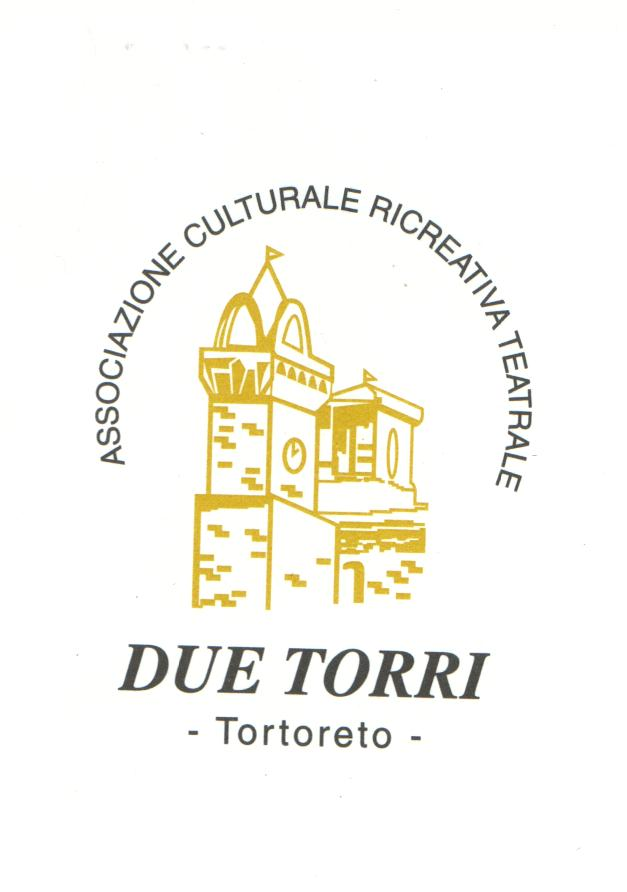 ASSOCIAZIONE CULTURALE RICREATIVA TEATRALE
DUE TORRI
- Tortoreto -